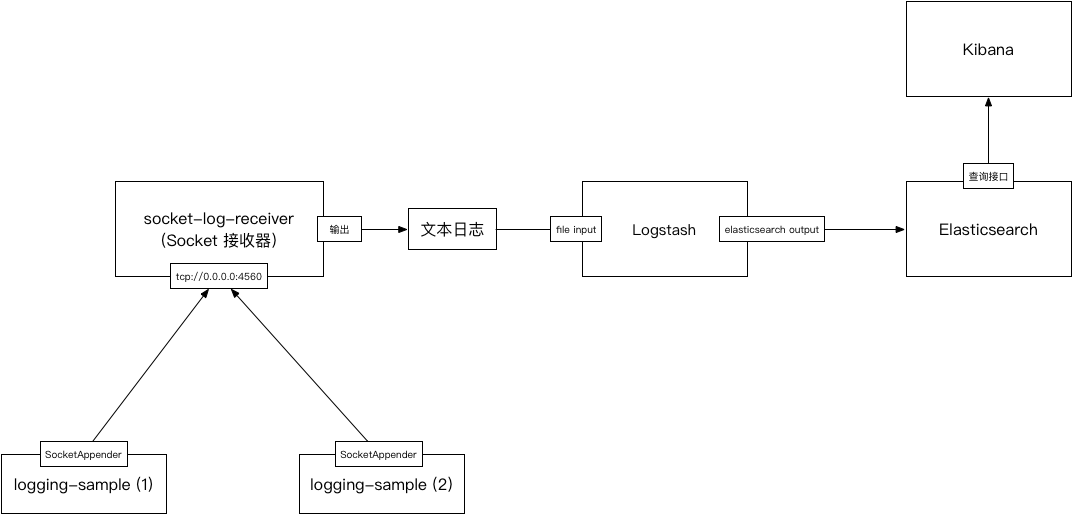 Kibana
查询接口
socket-log-receiver
（Socket 接收器）
输出
文本日志
file input
Logstash
elasticsearch output
Elasticsearch
tcp://0.0.0.0:4560
SocketAppender
logging-sample (1)
SocketAppender
logging-sample (2)